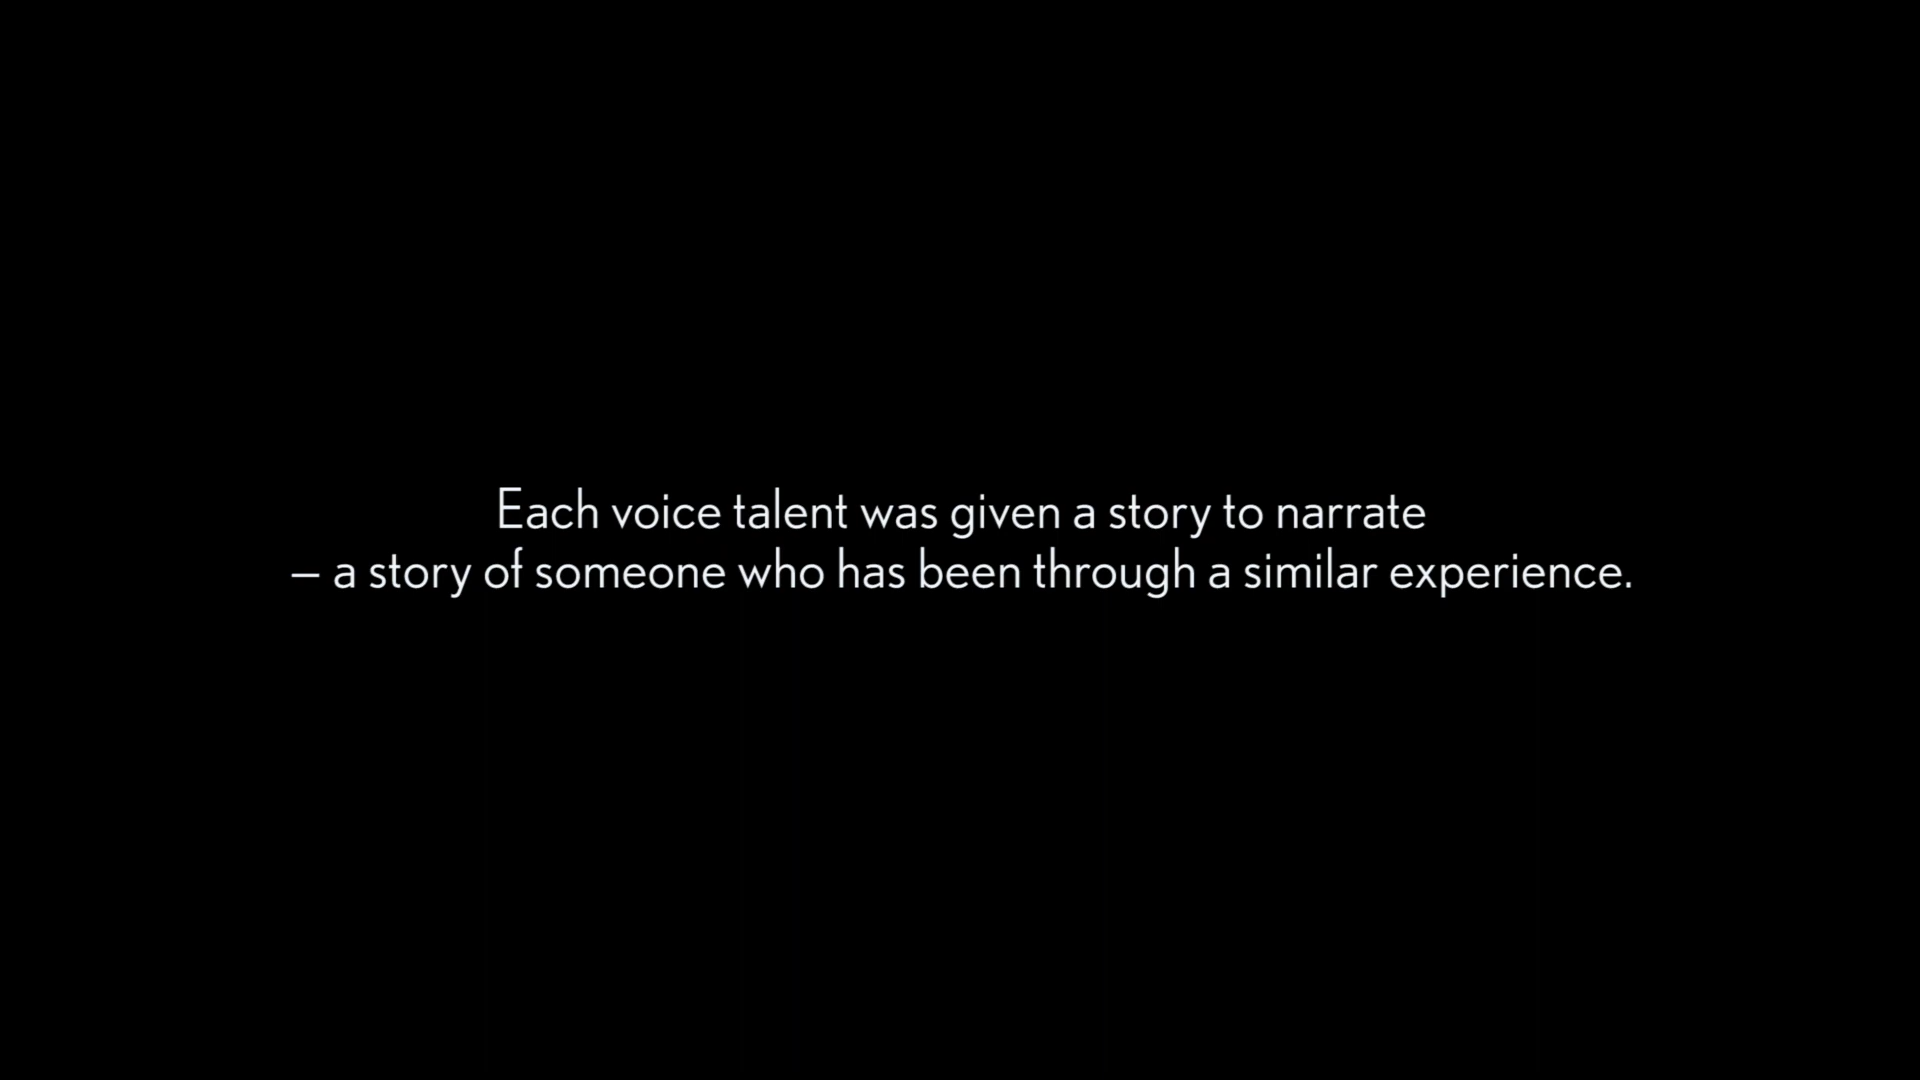 Each voice talent was given a story to narrate
– a story of someone who has been through a similar experience.